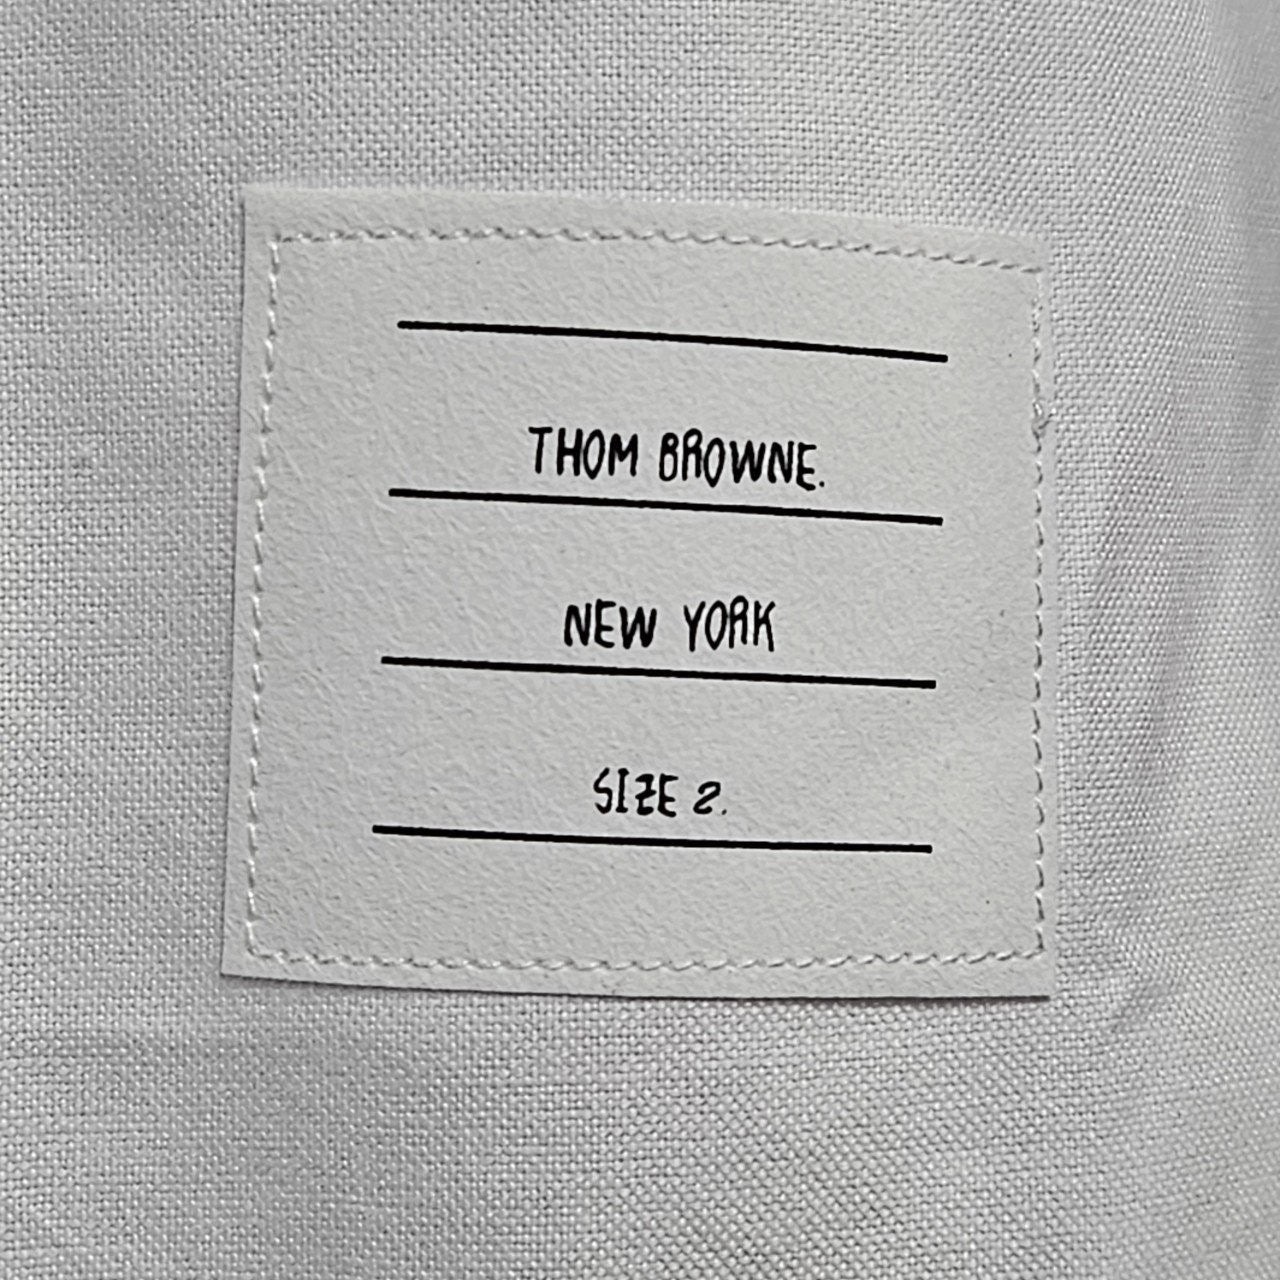 THOM BROWNE.
NEW YORK
SIZE 2.